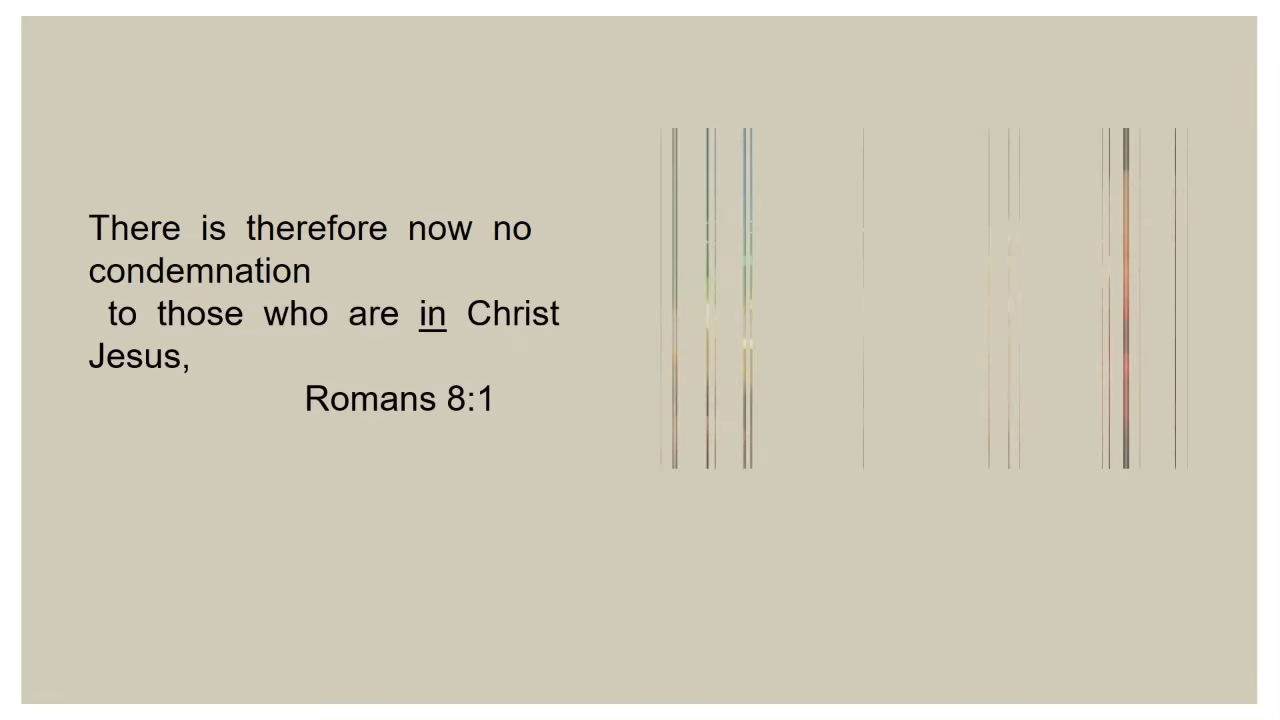 There is therefore now no
condemnation
to those who are in Christ
Jesus,
Romans 8:1